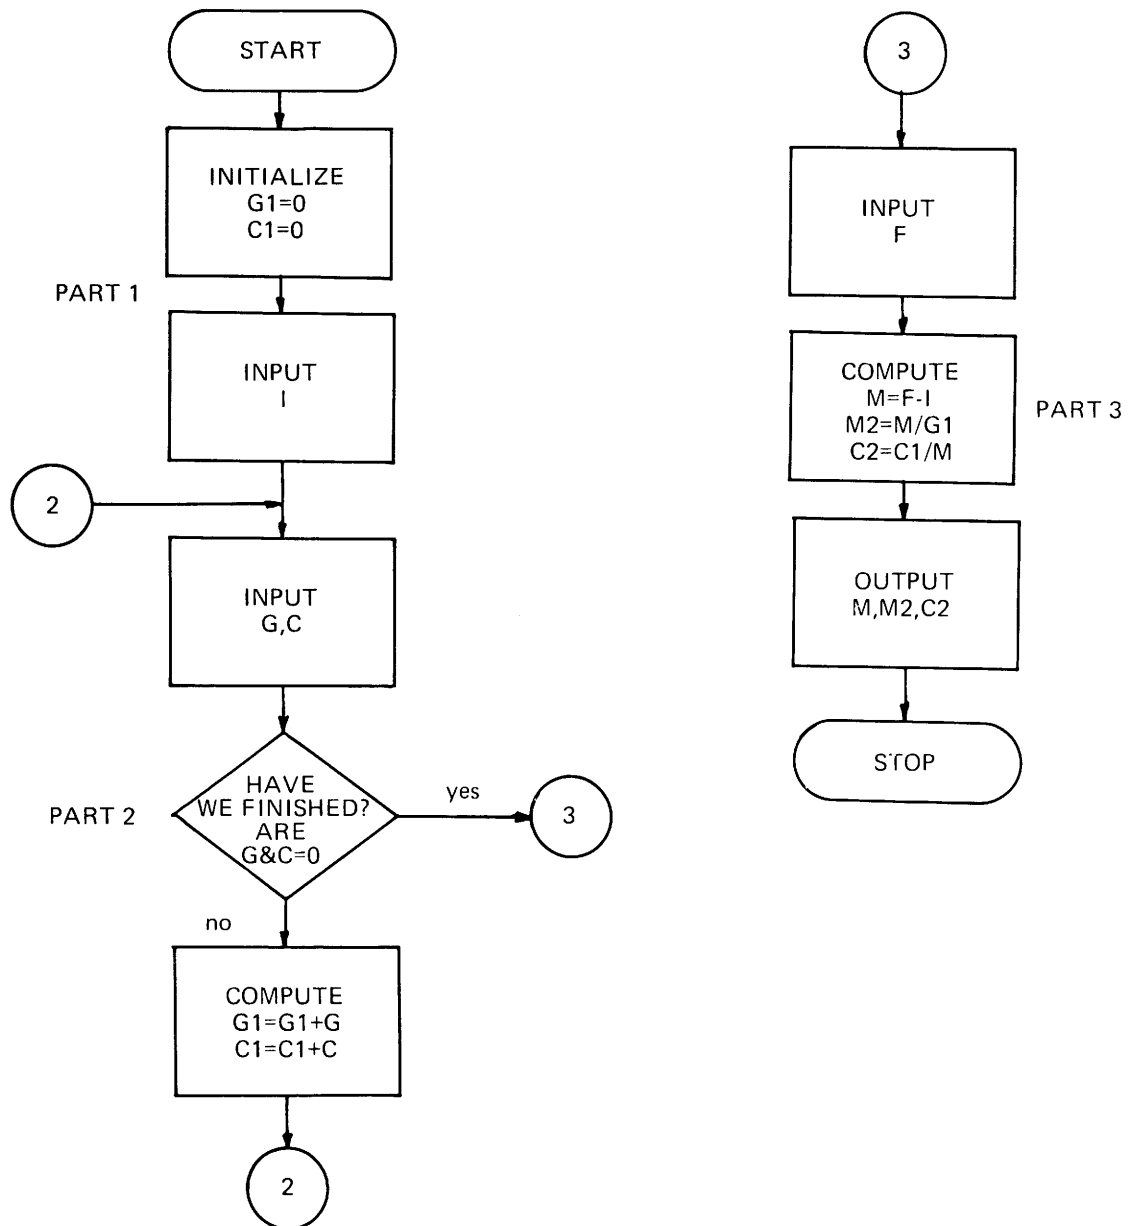 START
INITIALIZE
G1=0
C1=0
PART 1
INPUT
I
2
INPUT
G,C
PART 2
HAVE
WE FINISHED?
ARE
G&C=0
yes
3
no
COMPUTE
G1=G1+G
C1=C1+C
2
3
INPUT
F
COMPUTE
M=F-I
M2=M/G1
C2=C1/M
PART 3
OUTPUT
M,M2,C2
STOP